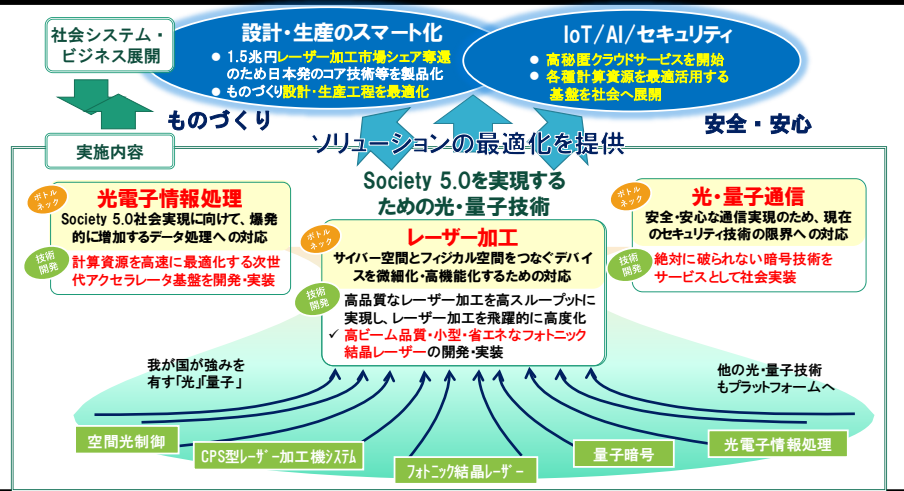 社会システム・
ビジネス展開
設計・生産のスマート化
● 1.5兆円レーザー加工市場シェア奪還
のため日本発のコア技術等を製品化
● ものづくり設計・生産工程を最適化
IoT/AI/セキュリティ
● 高秘匿クラウドサービスを開始
● 各種計算資源を最適活用する
基盤を社会へ展開
ものづくり
安全・安心
ソリューションの最適化を提供
実施内容
Society 5.0を実現する
ための光・量子技術
ボトル
ネック
光電子情報処理
Society 5.0社会実現に向けて、爆発
的に増加するデータ処理への対応
技術
開発
計算資源を高速に最適化する次世
代アクセラレータ基盤を開発・実装
ボトル
ネック
レーザー加工
サイバー空間とフィジカル空間をつなぐデバイ
スを微細化・高機能化するための対応
技術
開発
高品質なレーザー加工を高スループットに
実現し、レーザー加工を飛躍的に高度化
✓ 高ビーム品質・小型・省エネなフォトニック
結晶レーザーの開発・実装
ボトル
ネック
光・量子通信
安全・安心な通信実現のため、現在
のセキュリティ技術の限界への対応
技術
開発
絶対に破られない暗号技術を
サービスとして社会実装
我が国が強みを
有す「光」「量子」
他の光・量子技術
もプラットフォームへ
空間光制御
CPS型レーザー加工機システム
フォトニック結晶レーザー
量子暗号
光電子情報処理